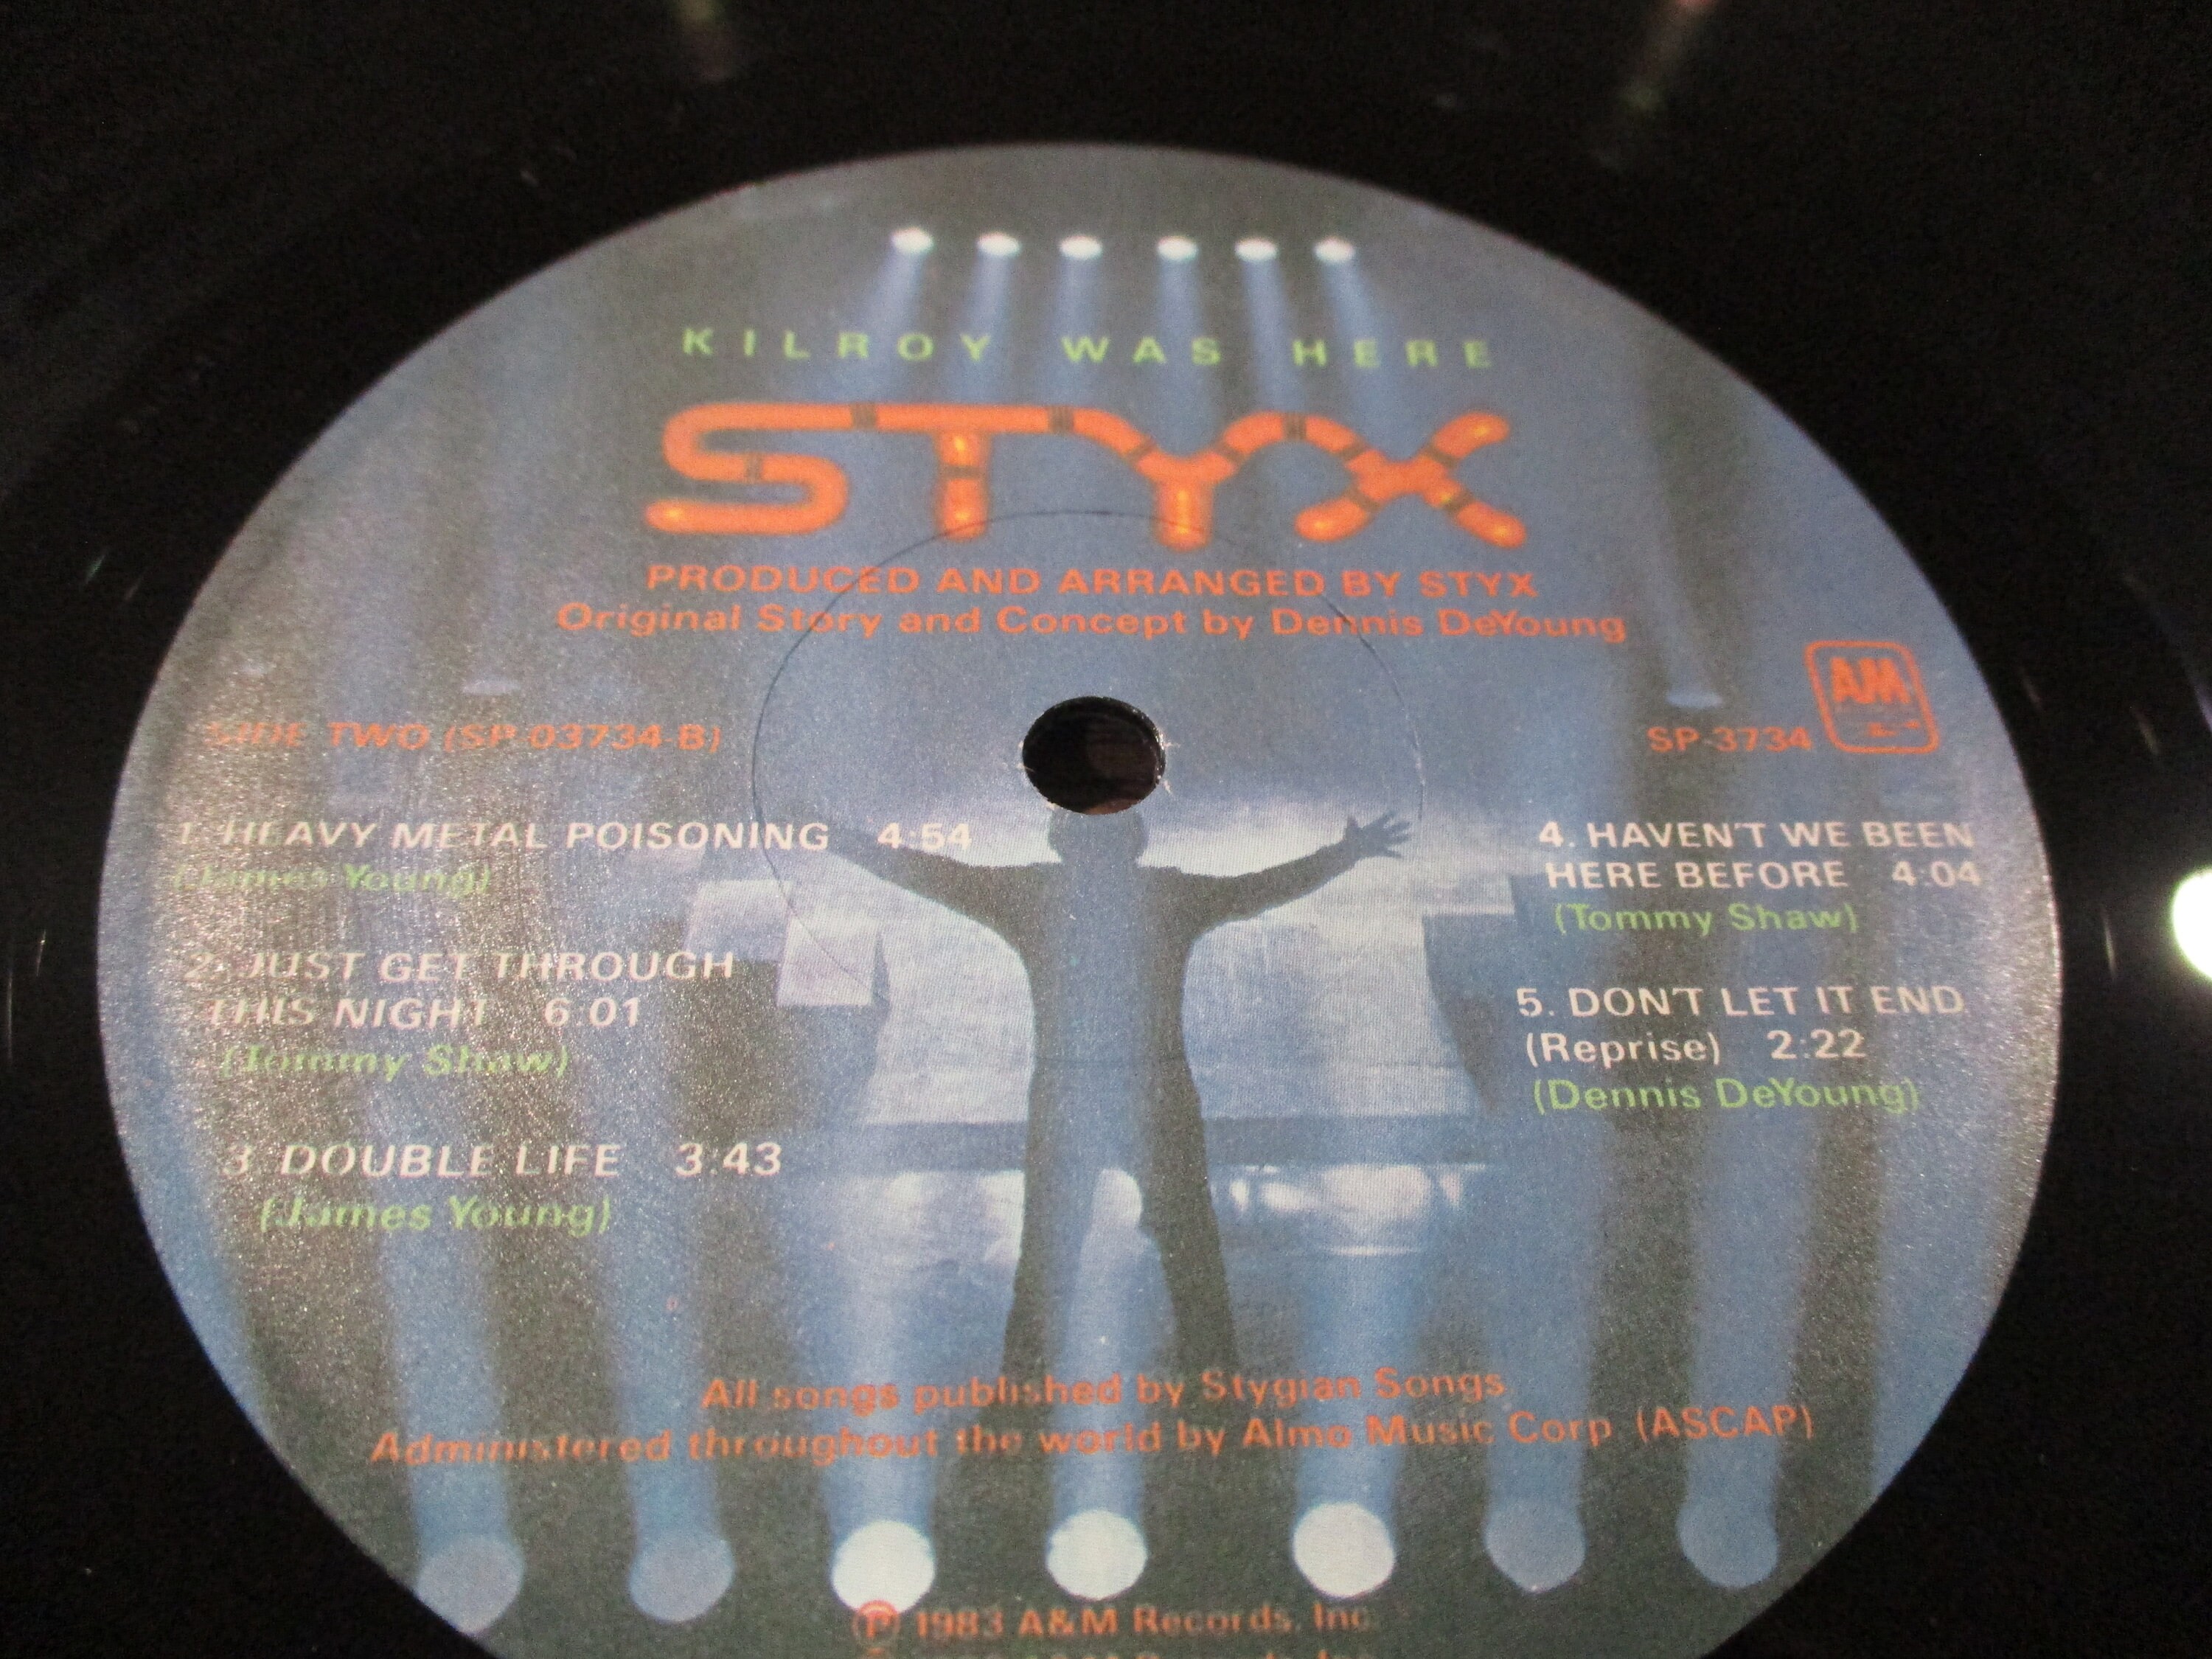 KILROY WAS HERE
STYX
PRODUCED AND ARRANGED BY STYX
Original Story and Concept by Dennis DeYoung
AM
SIDE TWO (SP-03734-B)
SP-3734
1. HEAVY METAL POISONING 4:54
(James Young)
2. JUST GET THROUGH
THIS NIGHT 6:01
(Tommy Shaw)
3. DOUBLE LIFE 3:43
(James Young)
4. HAVEN'T WE BEEN
HERE BEFORE 4:04
(Tommy Shaw)
5. DON'T LET IT END
(Reprise) 2:22
(Dennis DeYoung)
All songs published by Stygian Songs
Administered throughout the world by Almo Music Corp (ASCAP)
℗ 1983 A&M Records, Inc.